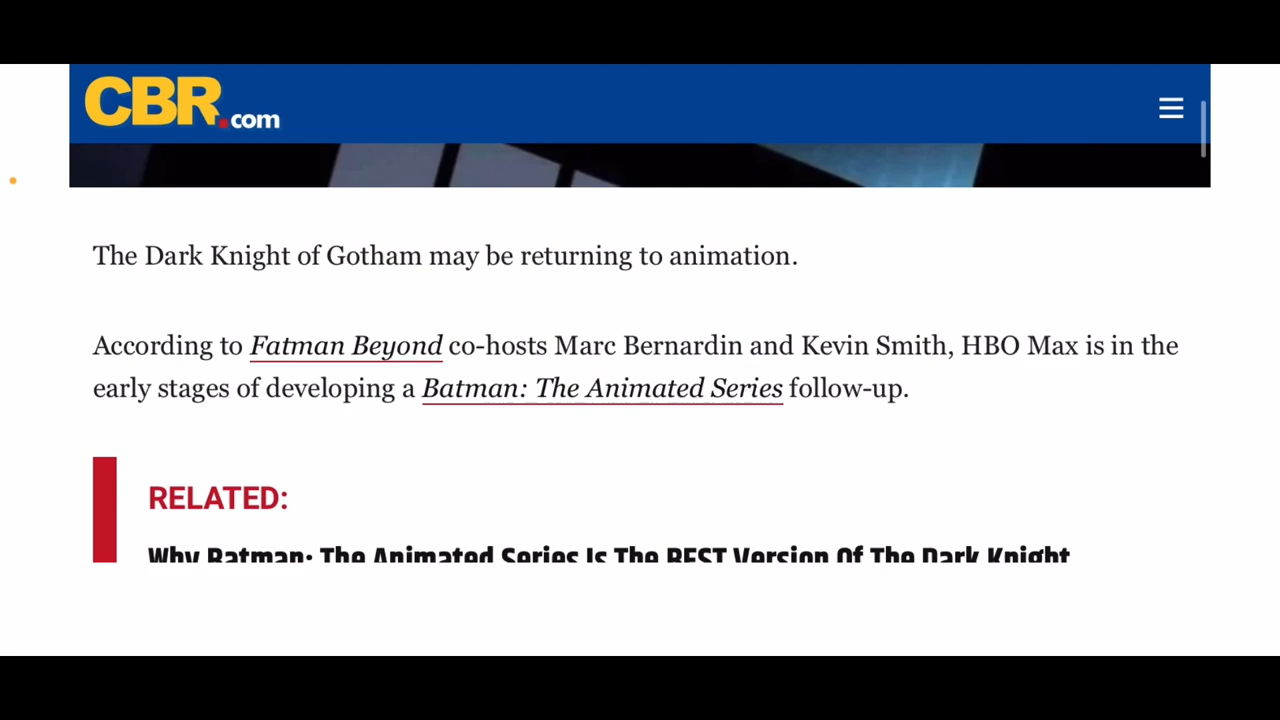 CBR.com
The Dark Knight of Gotham may be returning to animation.
According to Fatman Beyond co-hosts Marc Bernardin and Kevin Smith, HBO Max is in the
early stages of developing a Batman: The Animated Series follow-up.
RELATED:
Why Batman: The Animated Series Is The BEST Version Of The Dark Knight